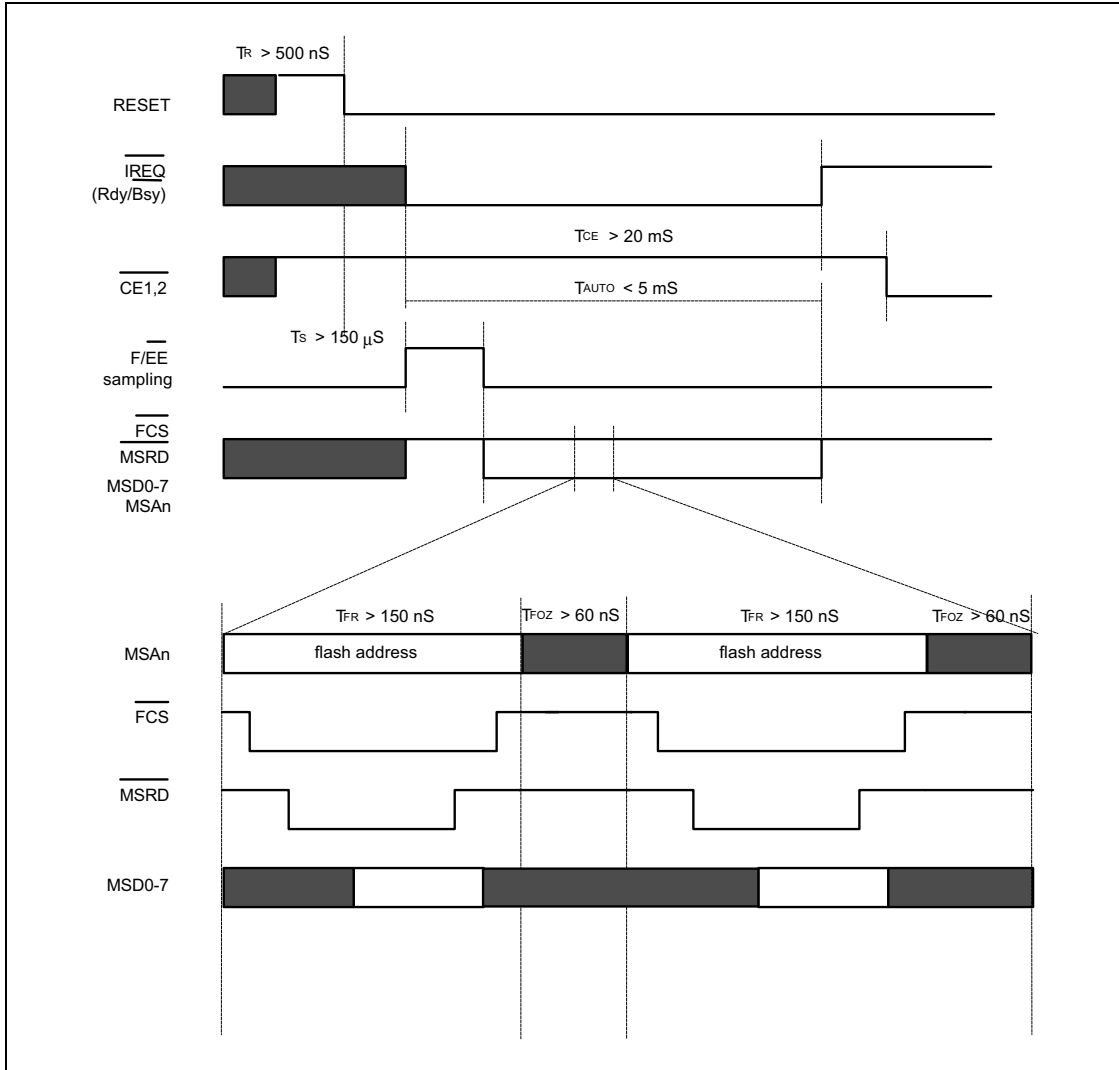 TR > 500 nS
RESET
IREQ
(Rdy/Bsy)
TCE > 20 mS
CE1,2
TAUTO < 5 mS
TS > 150 μS
F/EE
sampling
FCS
MSRD
MSD0-7
MSAn
TFR > 150 nS TFOZ > 60 nS TFR > 150 nS TFOZ > 60 nS
MSAn flash address flash address
FCS
MSRD
MSD0-7